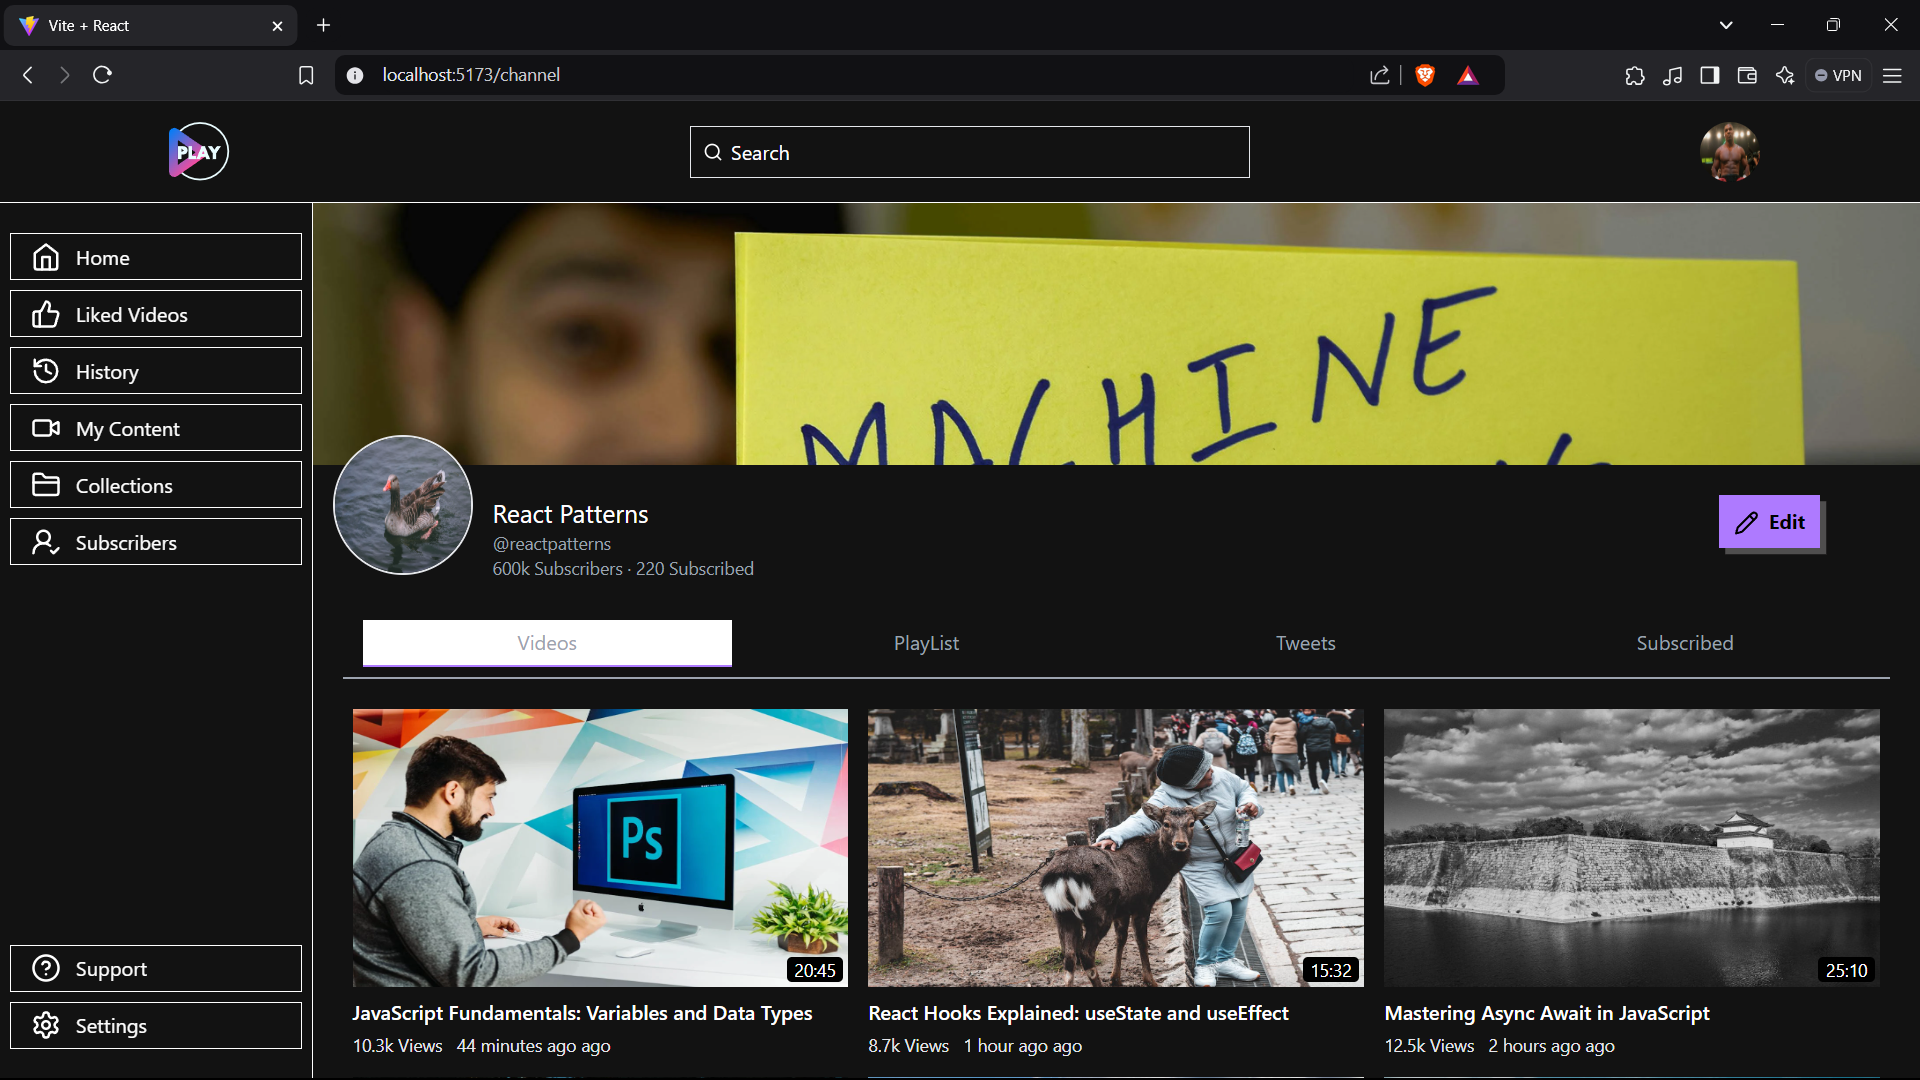 Vite + React
localhost:5173/channel
VPN
PLAY
Search
Home
Liked Videos
History
My Content
Collections
Subscribers
Support
Settings
MACHINE
React Patterns
@reactpatterns
600k Subscribers · 220 Subscribed
Edit
Videos
PlayList
Tweets
Subscribed
Ps
20:45
15:32
25:10
JavaScript Fundamentals: Variables and Data Types
10.3k Views 44 minutes ago ago
React Hooks Explained: useState and useEffect
8.7k Views 1 hour ago ago
Mastering Async Await in JavaScript
12.5k Views 2 hours ago ago